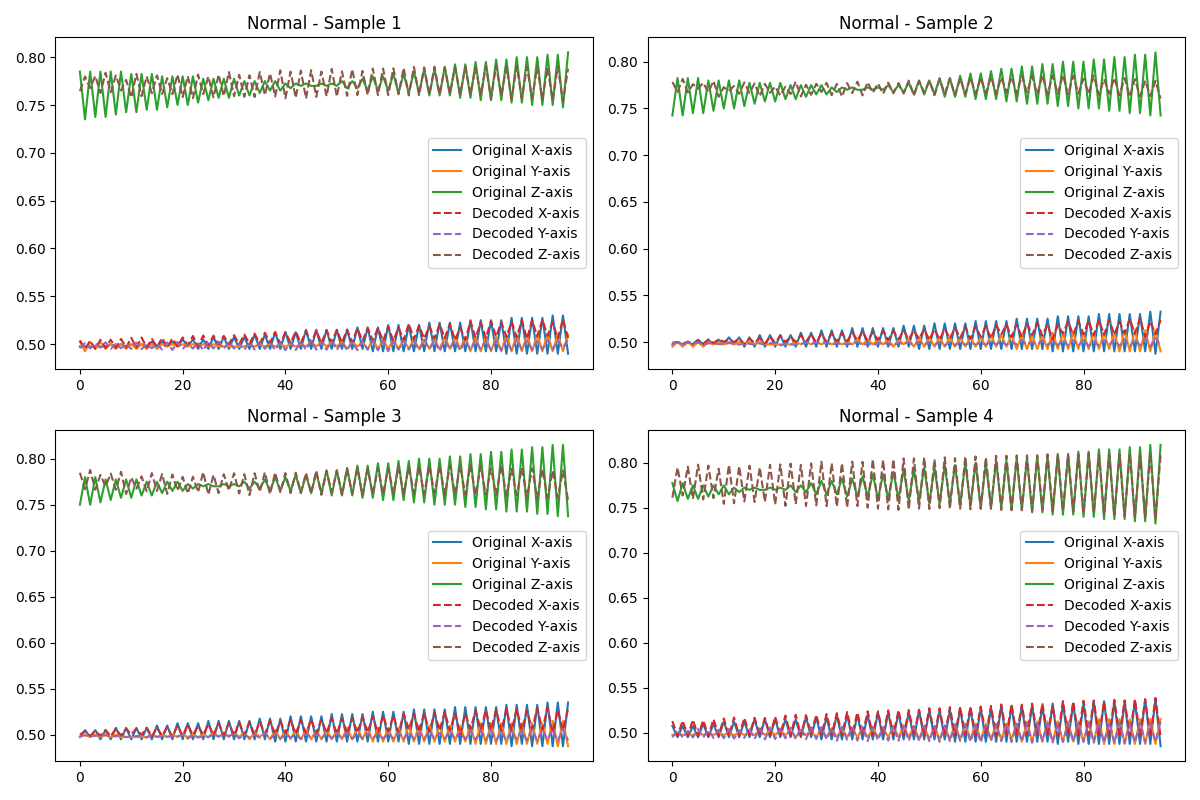 Normal - Sample 1
0.80
0.75
0.70
0.65
0.60
0.55
0.50
0 20 40 60 80
Original X-axis
Original Y-axis
Original Z-axis
Decoded X-axis
Decoded Y-axis
Decoded Z-axis
Normal - Sample 2
0.80
0.75
0.70
0.65
0.60
0.55
0.50
0 20 40 60 80
Original X-axis
Original Y-axis
Original Z-axis
Decoded X-axis
Decoded Y-axis
Decoded Z-axis
Normal - Sample 3
0.80
0.75
0.70
0.65
0.60
0.55
0.50
0 20 40 60 80
Original X-axis
Original Y-axis
Original Z-axis
Decoded X-axis
Decoded Y-axis
Decoded Z-axis
Normal - Sample 4
0.80
0.75
0.70
0.65
0.60
0.55
0.50
0 20 40 60 80
Original X-axis
Original Y-axis
Original Z-axis
Decoded X-axis
Decoded Y-axis
Decoded Z-axis